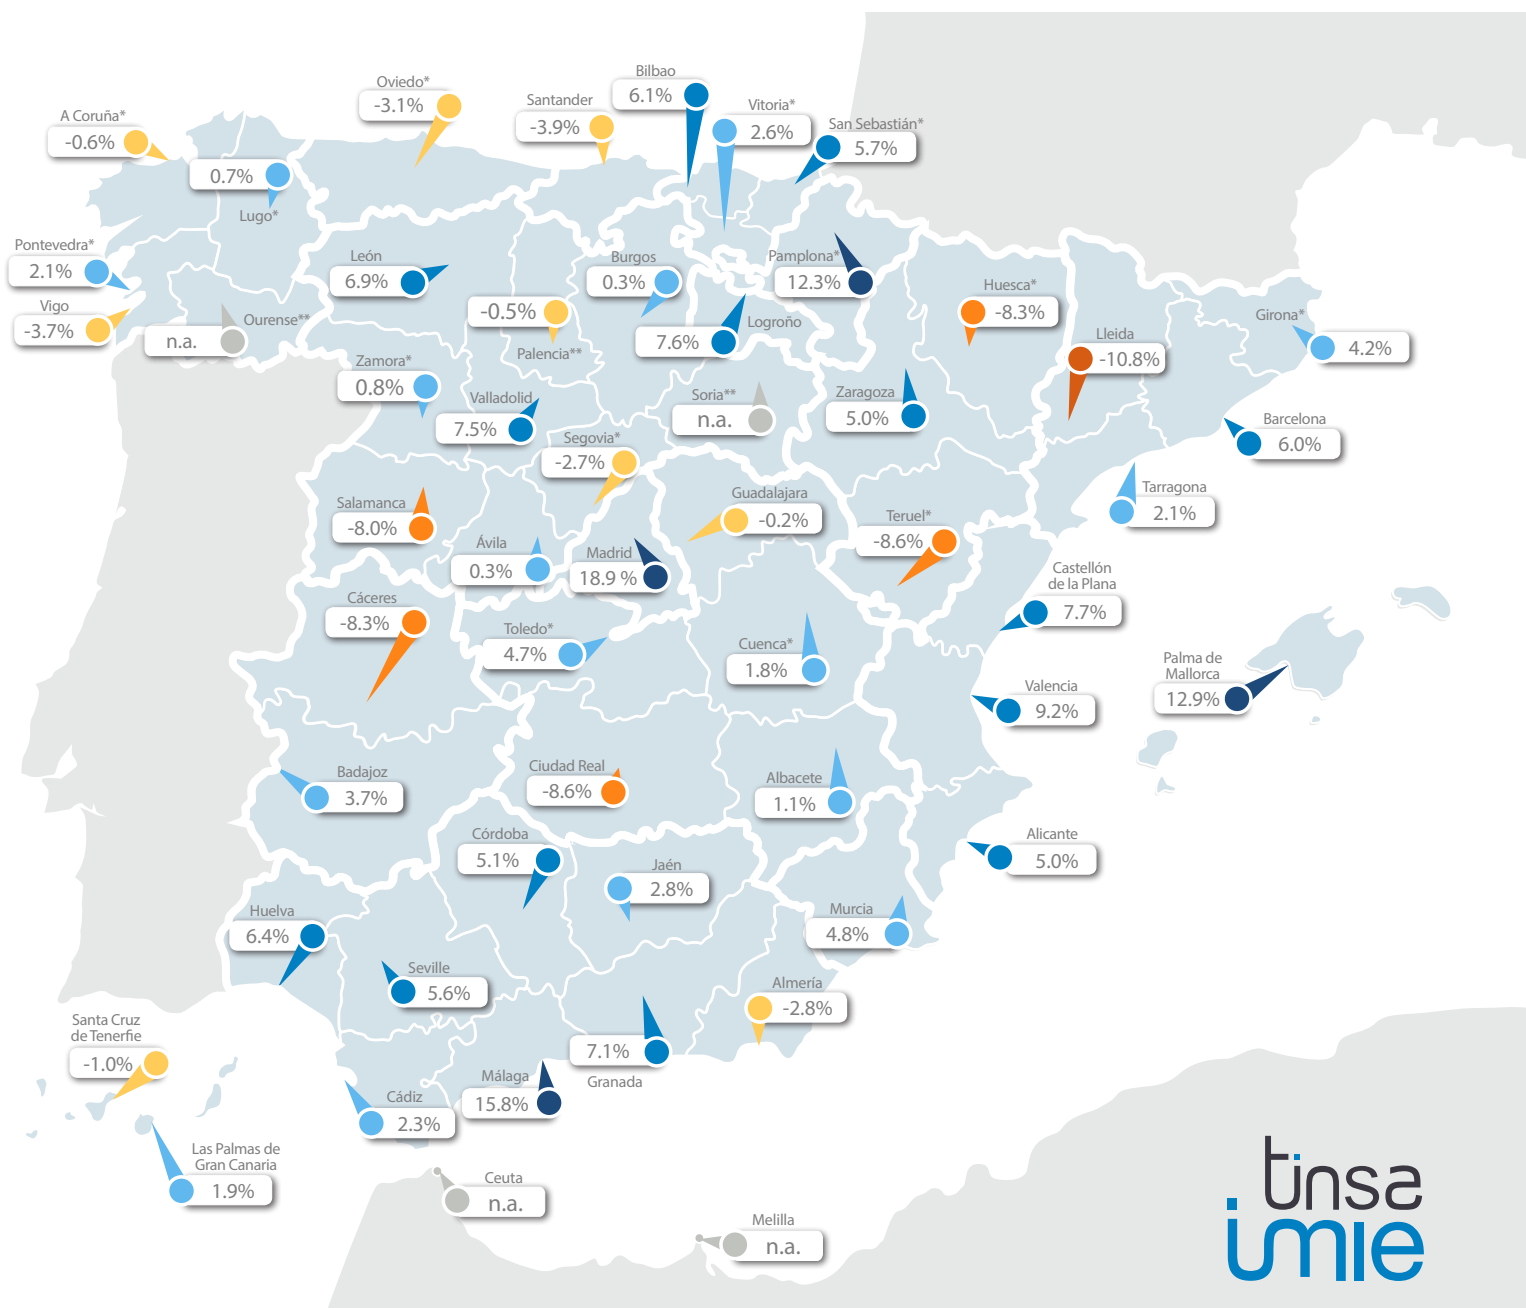 Bilbao
6.1%
Oviedo*
-3.1%
Santander
-3.9%
Vitoria*
2.6%
San Sebastián*
5.7%
A Coruña*
-0.6%
0.7%
Lugo*
Pontevedra*
2.1%
Vigo
-3.7%
Ourense**
n.a.
León
6.9%
Burgos
0.3%
Pamplona*
12.3%
Huesca*
-8.3%
-0.5%
Palencia**
Logroño
7.6%
Lleida
-10.8%
Girona*
4.2%
Zamora*
0.8%
Valladolid
7.5%
Soria**
n.a.
Zaragoza
5.0%
Barcelona
6.0%
Segovia*
-2.7%
Salamanca
-8.0%
Guadalajara
-0.2%
Tarragona
2.1%
Teruel*
-8.6%
Ávila
0.3%
Madrid
18.9 %
Castellón
de la Plana
7.7%
Cáceres
-8.3%
Toledo*
4.7%
Cuenca*
1.8%
Palma de
Mallorca
12.9%
Valencia
9.2%
Badajoz
3.7%
Ciudad Real
-8.6%
Albacete
1.1%
Córdoba
5.1%
Alicante
5.0%
Jaén
2.8%
Huelva
6.4%
Murcia
4.8%
Seville
5.6%
Almería
-2.8%
Santa Cruz
de Tenerfie
-1.0%
7.1%
Granada
Málaga
15.8%
Cádiz
2.3%
Las Palmas de
Gran Canaria
1.9%
Ceuta
n.a.
Melilla
n.a.
tinsa
imie